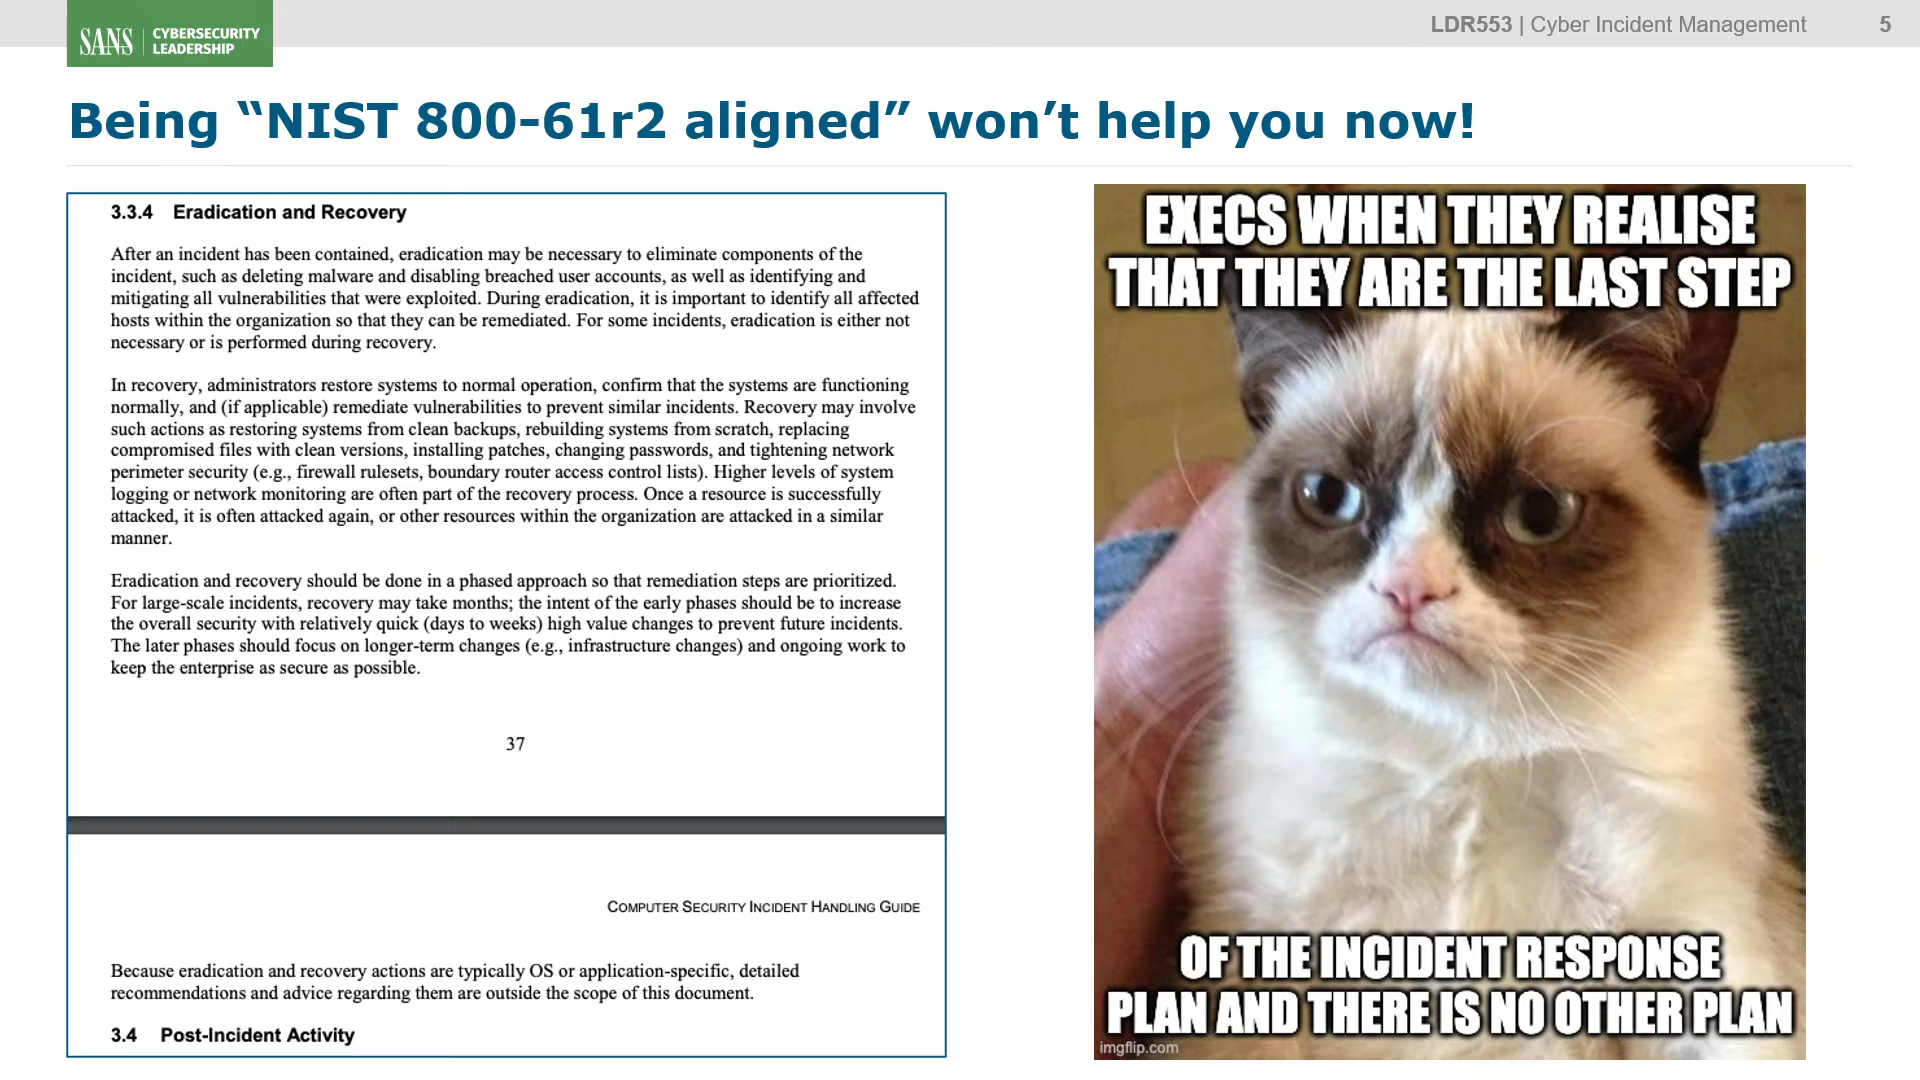 SANS
CYBERSECURITY
LEADERSHIP
LDR553 | Cyber Incident Management
5
Being “NIST 800-61r2 aligned” won’t help you now!
3.3.4 Eradication and Recovery
After an incident has been contained, eradication may be necessary to eliminate components of the
incident, such as deleting malware and disabling breached user accounts, as well as identifying and
mitigating all vulnerabilities that were exploited. During eradication, it is important to identify all affected
hosts within the organization so that they can be remediated. For some incidents, eradication is either not
necessary or is performed during recovery.
In recovery, administrators restore systems to normal operation, confirm that the systems are functioning
normally, and (if applicable) remediate vulnerabilities to prevent similar incidents. Recovery may involve
such actions as restoring systems from clean backups, rebuilding systems from scratch, replacing
compromised files with clean versions, installing patches, changing passwords, and tightening network
perimeter security (e.g., firewall rulesets, boundary router access control lists). Higher levels of system
logging or network monitoring are often part of the recovery process. Once a resource is successfully
attacked, it is often attacked again, or other resources within the organization are attacked in a similar
manner.
Eradication and recovery should be done in a phased approach so that remediation steps are prioritized.
For large-scale incidents, recovery may take months; the intent of the early phases should be to increase
the overall security with relatively quick (days to weeks) high value changes to prevent future incidents.
The later phases should focus on longer-term changes (e.g., infrastructure changes) and ongoing work to
keep the enterprise as secure as possible.
37
COMPUTER SECURITY INCIDENT HANDLING GUIDE
Because eradication and recovery actions are typically OS or application-specific, detailed
recommendations and advice regarding them are outside the scope of this document.
3.4 Post-Incident Activity
EXECS WHEN THEY REALISE
THAT THEY ARE THE LAST STEP
OF THE INCIDENT RESPONSE
PLAN AND THERE IS NO OTHER PLAN
imgflip.com